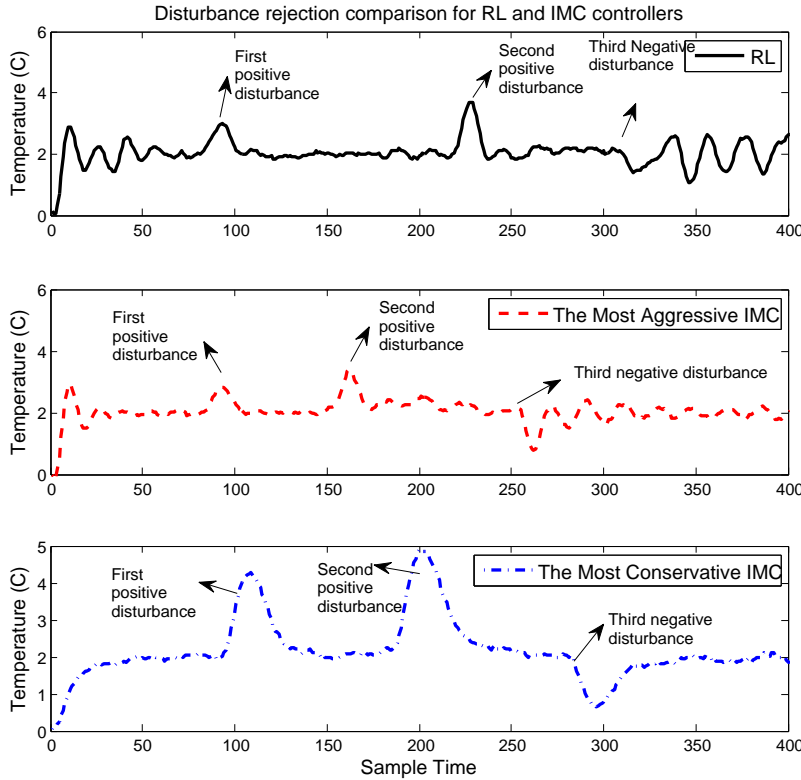 Disturbance rejection comparison for RL and IMC controllers
Temperature (C)
6
4
2
0
First
positive
disturbance
Second
positive
disturbance
Third Negative
disturbance
RL
0
50
100
150
200
250
300
350
400
Temperature (C)
6
4
2
0
First
positive
disturbance
Second
positive
disturbance
Third negative disturbance
The Most Aggressive IMC
0
50
100
150
200
250
300
350
400
Temperature (C)
5
4
3
2
1
0
First
positive
disturbance
Second
positive
disturbance
Third negative
disturbance
The Most Conservative IMC
0
50
100
150
200
250
300
350
400
Sample Time